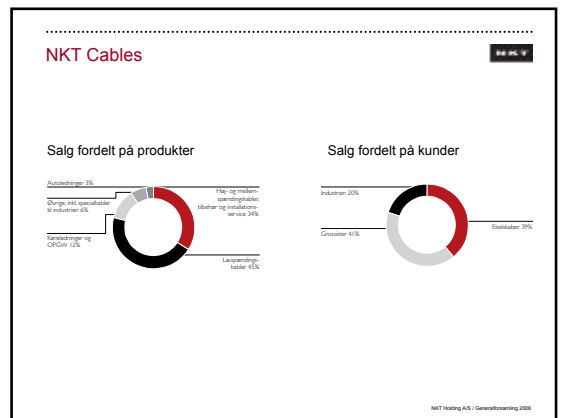 NKT Cables
NKT
Salg fordelt på produkter
Autoledninger 3%
Øvrige, inkl. specialkabler
til industrien 6%
Køreledninger og
OPGW 12%
Høj- og mellem-
spændingskabler,
tilbehør og installations-
service 34%
Lavspændings-
kabler 45%
Salg fordelt på kunder
Industrien 20%
Grossister 41%
Elselskaber 39%
NKT Holding A/S / Generalforsamling 2008